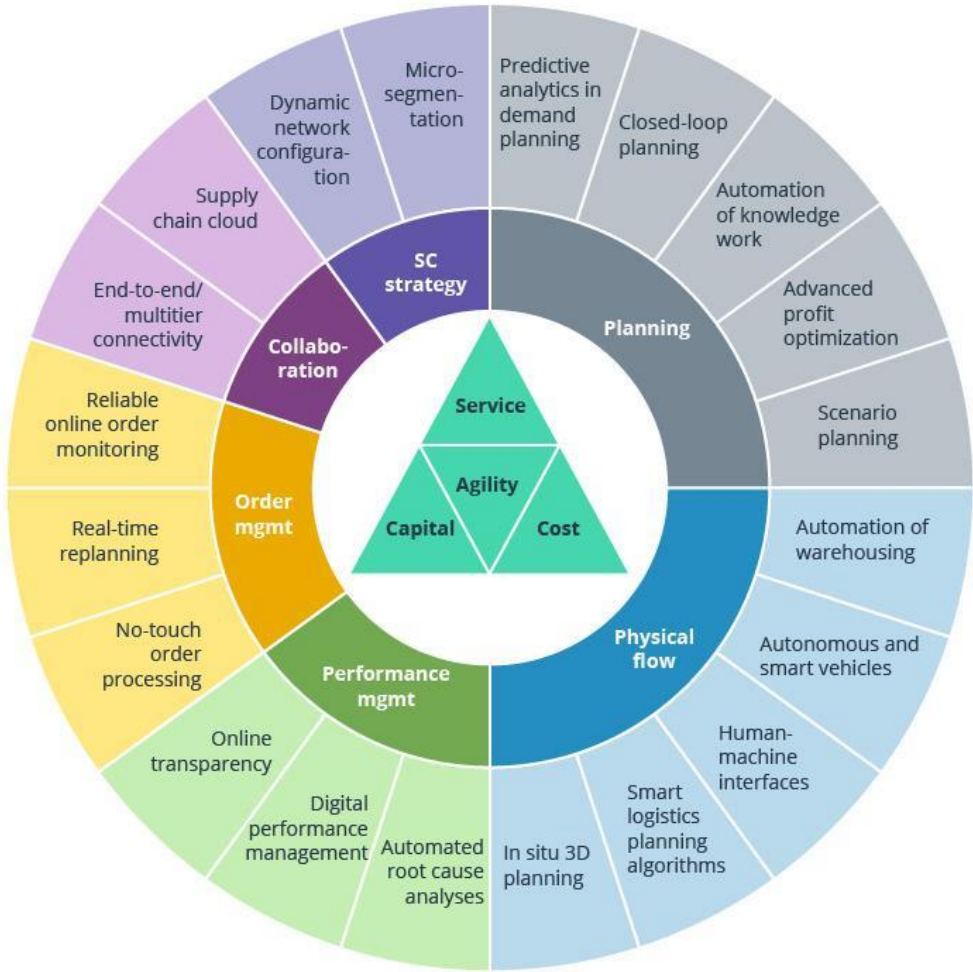 Micro-
segmen-
tation
Predictive
analytics in
demand
planning
Closed-loop
planning
Automation
of knowledge
work
Advanced
profit
optimization
Scenario
planning
Automation of
warehousing
Autonomous and
smart vehicles
Human-
machine
interfaces
Smart
logistics
planning
algorithms
In situ 3D
planning
Automated
root cause
analyses
Digital
performance
management
Online
transparency
No-touch
order
processing
Real-time
replanning
Reliable
online order
monitoring
End-to-end/
multitier
connectivity
Supply
chain cloud
Dynamic
network
configura-
tion
SC
strategy
Planning
Physical
flow
Performance
mgmt
Order
mgmt
Collabo-
ration
Service
Agility
Capital
Cost